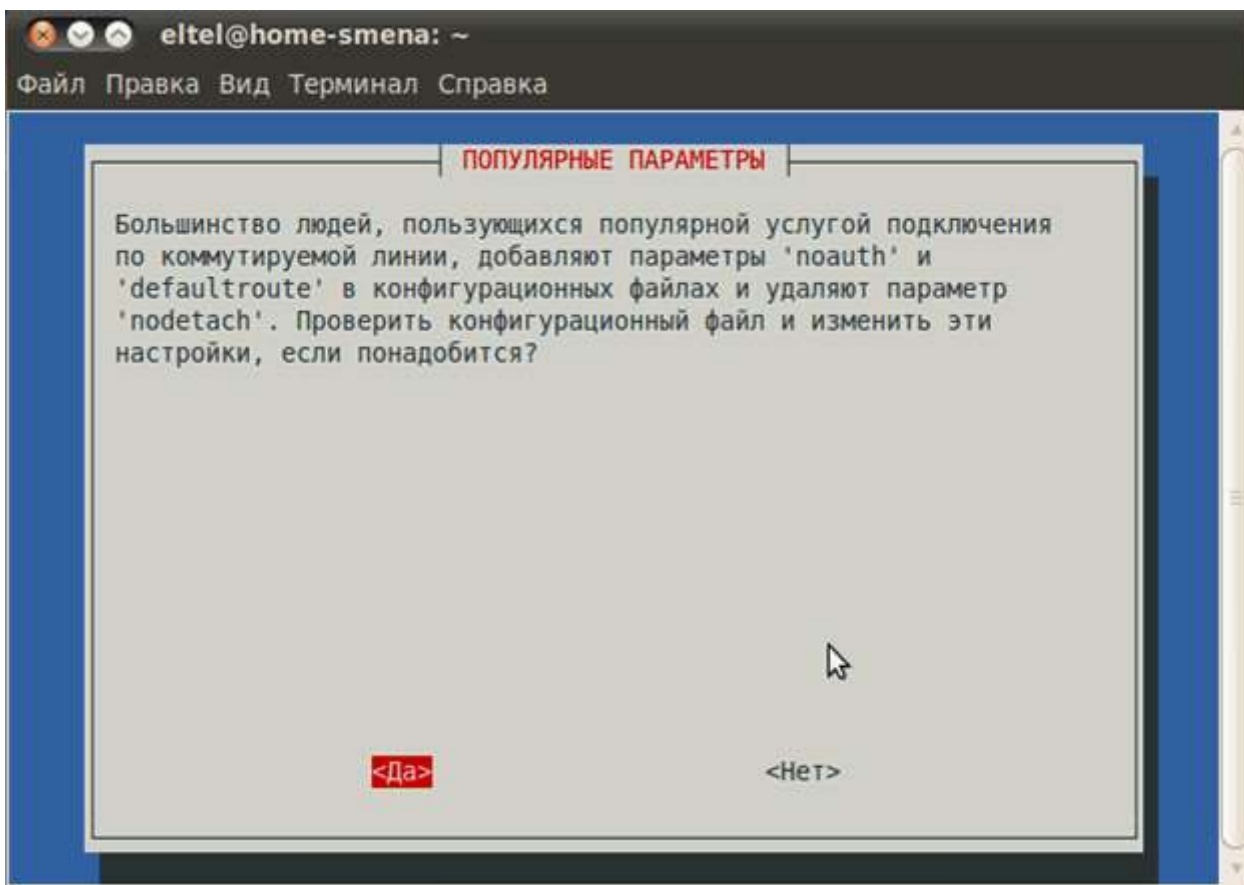 eltel@home-smena: ~
Файл Правка Вид Терминал Справка
ПОПУЛЯРНЫЕ ПАРАМЕТРЫ
Большинство людей, пользующихся популярной услугой подключения
по коммутируемой линии, добавляют параметры 'noauth' и
'defaultroute' в конфигурационных файлах и удаляют параметр
'nodetach'. Проверить конфигурационный файл и изменить эти
настройки, если понадобится?
<Да> <Нет>